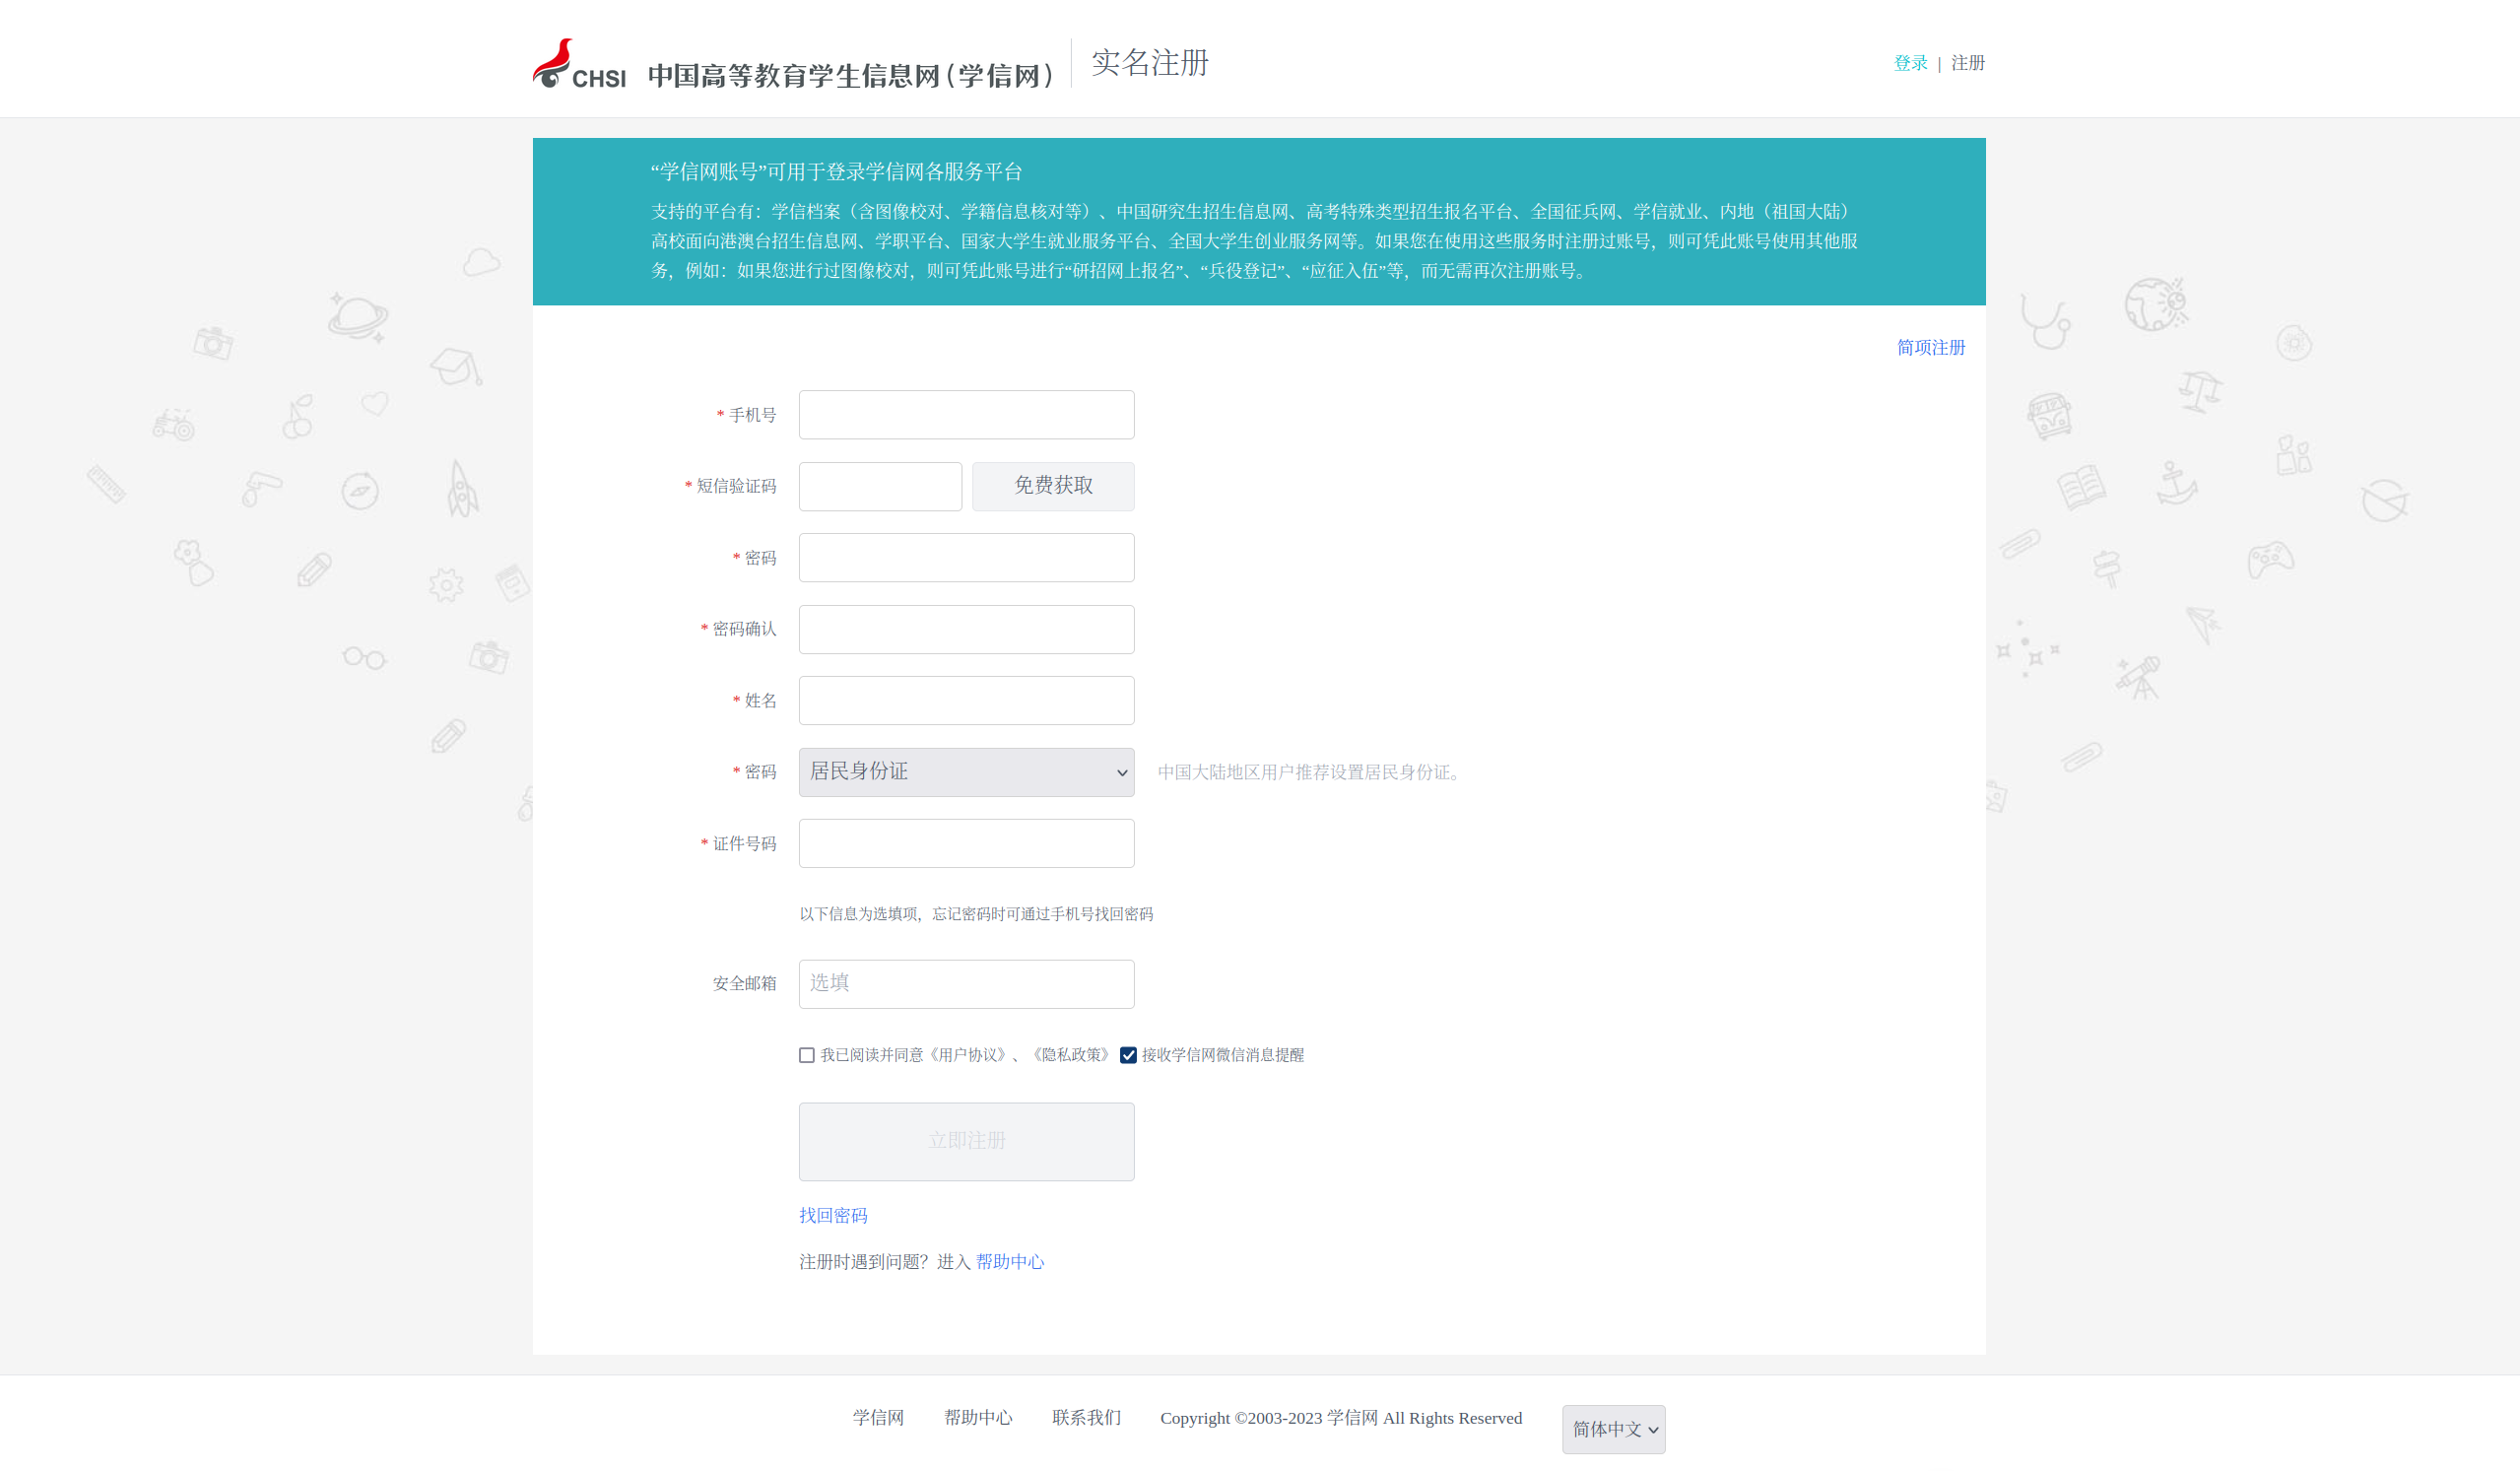 CHSI 中国高等教育学生信息网(学信网) 实名注册 登录 | 注册
“学信网账号”可用于登录学信网各服务平台
支持的平台有：学信档案（含图像校对、学籍信息核对等）、中国研究生招生信息网、高考特殊类型招生报名平台、全国征兵网、学信就业、内地（祖国大陆）
高校面向港澳台招生信息网、学职平台、国家大学生就业服务平台、全国大学生创业服务网等。如果您在使用这些服务时注册过账号，则可凭此账号使用其他服
务，例如：如果您进行过图像校对，则可凭此账号进行“研招网上报名”、“兵役登记”、“应征入伍”等，而无需再次注册账号。
简项注册
* 手机号
* 短信验证码 免费获取
* 密码
* 密码确认
* 姓名
* 密码 居民身份证 中国大陆地区用户推荐设置居民身份证。
* 证件号码
以下信息为选填项，忘记密码时可通过手机号找回密码
安全邮箱 选填
我已阅读并同意《用户协议》、《隐私政策》 接收学信网微信消息提醒
立即注册
找回密码
注册时遇到问题？进入 帮助中心
学信网 帮助中心 联系我们 Copyright ©2003-2023 学信网 All Rights Reserved 简体中文